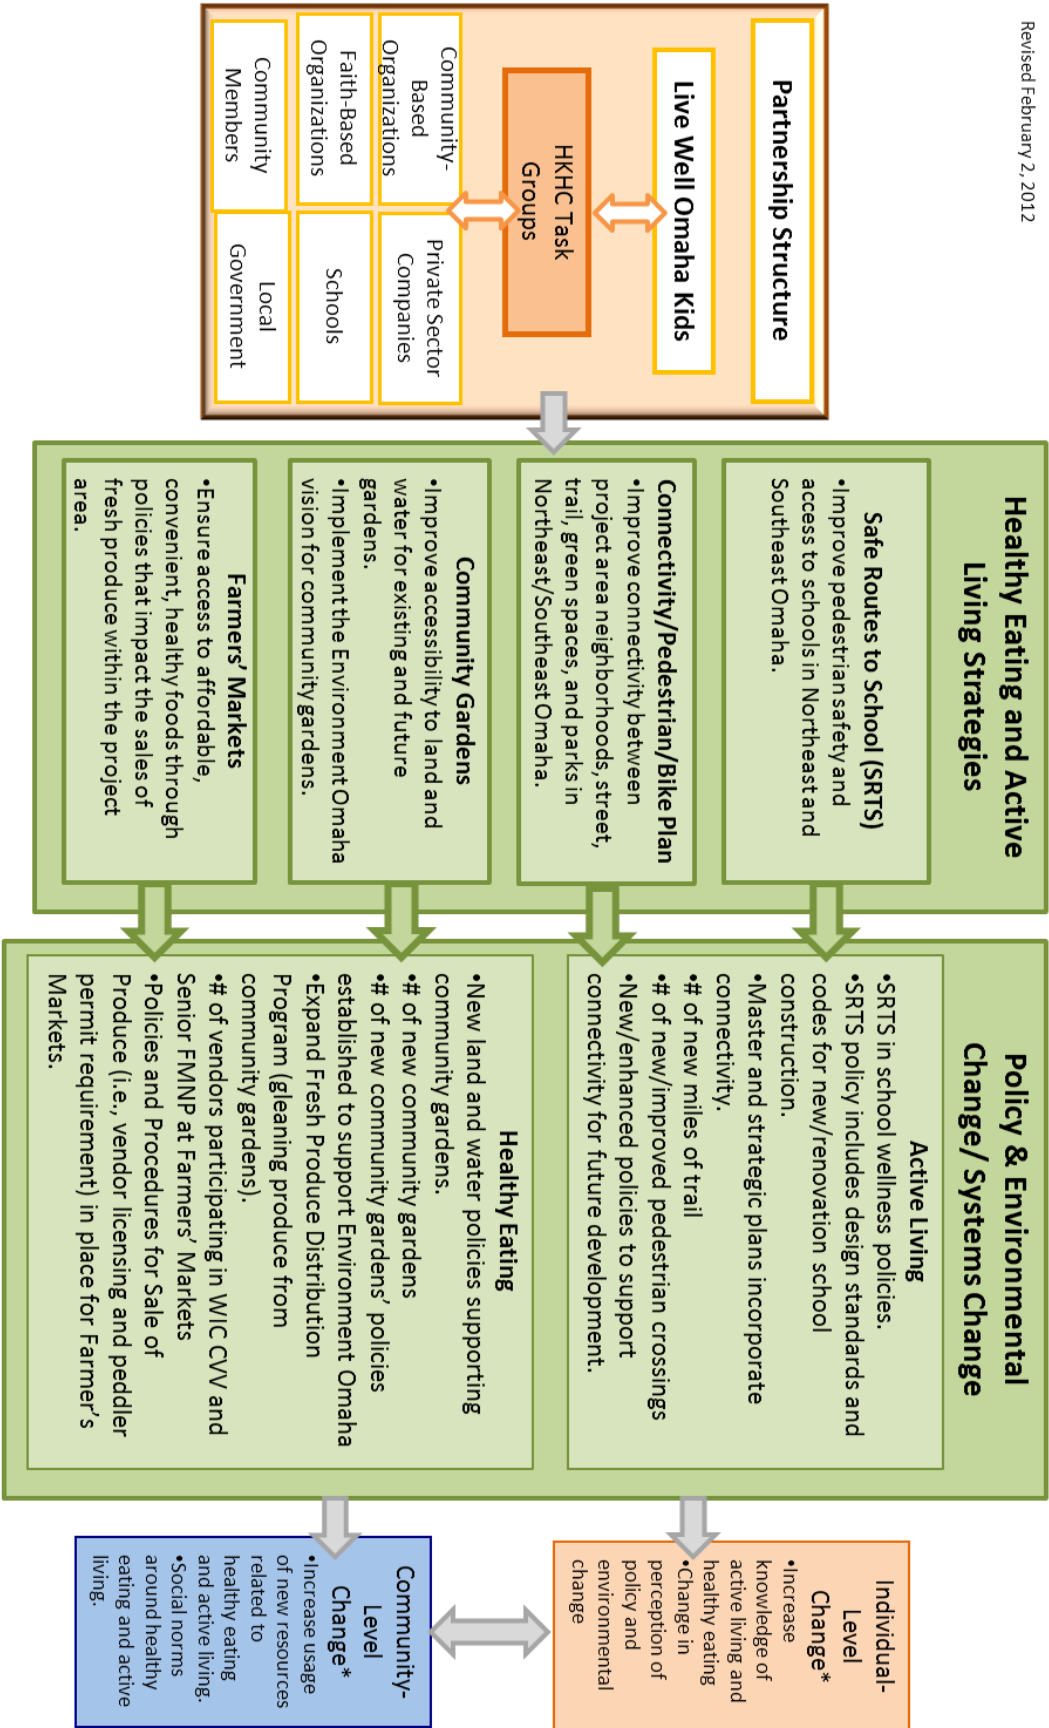 Revised February 2, 2012
Partnership Structure
Live Well Omaha Kids
HKHC Task
Groups
Community-
Based
Organizations
Private Sector
Companies
Faith-Based
Organizations
Schools
Community
Members
Local
Government
Healthy Eating and Active
Living Strategies
Safe Routes to School (SRTS)
•Improve pedestrian safety and
access to schools in Northeast and
Southeast Omaha.
Connectivity/Pedestrian/Bike Plan
•Improve connectivity between
project area neighborhoods, street,
trail, green spaces, and parks in
Northeast/Southeast Omaha.
Community Gardens
•Improve accessibility to land and
water for existing and future
gardens.
•Implement the Environment Omaha
vision for community gardens.
Farmers' Markets
•Ensure access to affordable,
convenient, healthy foods through
policies that impact the sales of
fresh produce within the project
area.
Policy & Environmental
Change/ Systems Change
Active Living
•SRTS in school wellness policies.
•SRTS policy includes design standards and
codes for new/renovation school
construction.
•Master and strategic plans incorporate
connectivity.
•# of new miles of trail
•# of new/improved pedestrian crossings
•New/enhanced policies to support
connectivity for future development.
Healthy Eating
•New land and water policies supporting
community gardens.
•# of new community gardens
•# of new community gardens' policies
established to support Environment Omaha
•Expand Fresh Produce Distribution
Program (gleaning produce from
community gardens).
•# of vendors participating in WIC CVV and
Senior FMNP at Farmers' Markets
•Policies and Procedures for Sale of
Produce (i.e., vendor licensing and peddler
permit requirement) in place for Farmer's
Markets.
Individual-
Level
Change*
•Increase
knowledge of
active living and
healthy eating
•Change in
perception of
policy and
environmental
change
Community-
Level
Change*
•Increase usage
of new resources
related to
healthy eating
and active living.
•Social norms
around healthy
eating and active
living.